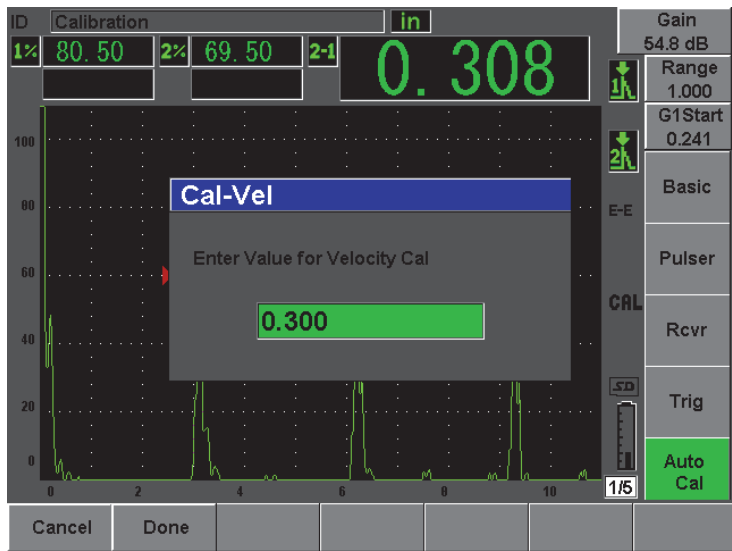 ID Calibration in
1% 80.50 2% 69.50 2-1 0.308
Gain
54.8 dB
Range
1.000
G1Start
0.241
Basic
Pulser
Rcvr
Trig
Auto
Cal
1
2
E-E
CAL
SD
1/5
100
80
60
40
20
0
0 2 4 6 8 10
Cal-Vel
Enter Value for Velocity Cal
0.300
Cancel Done